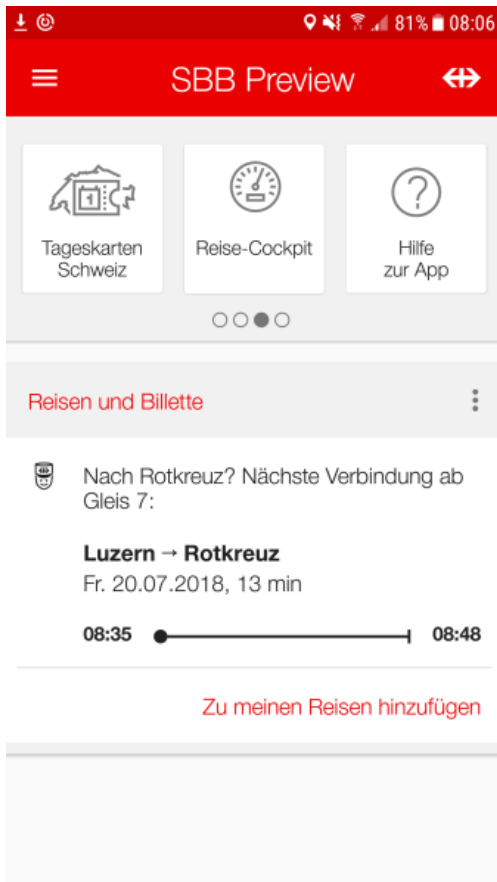 81% 08:06
SBB Preview
1
Tageskarten
Schweiz
Reise-Cockpit
Hilfe
zur App
Reisen und Billette
Nach Rotkreuz? Nächste Verbindung ab
Gleis 7:
Luzern → Rotkreuz
Fr. 20.07.2018, 13 min
08:35 08:48
Zu meinen Reisen hinzufügen